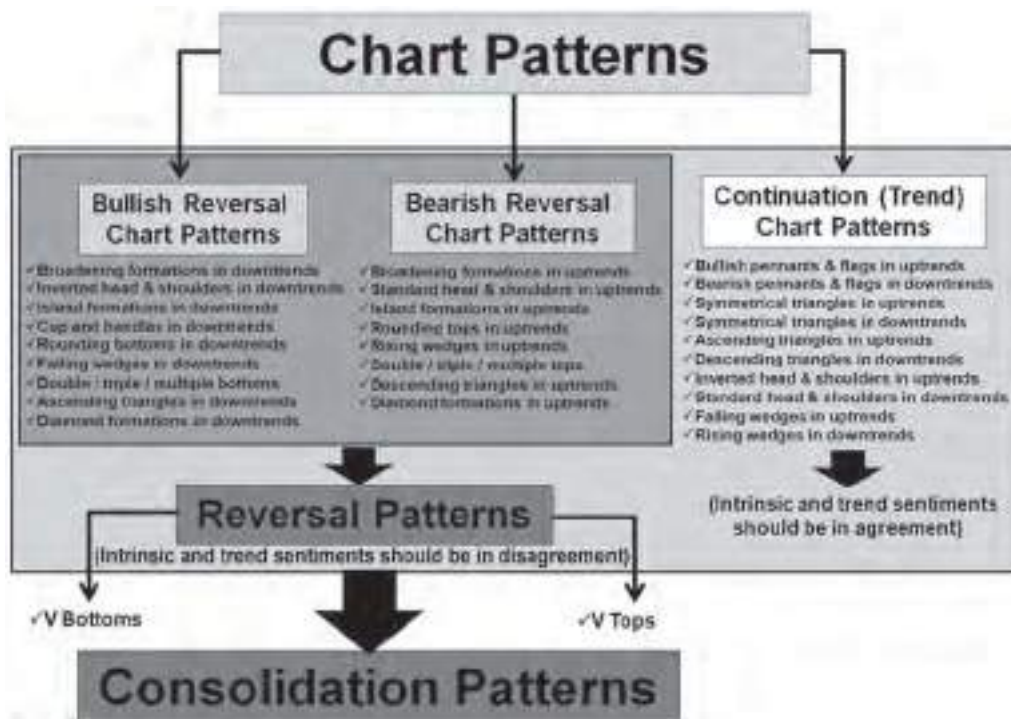 Chart Patterns
Bullish Reversal
Chart Patterns
✓Broadening formations in downtrends
✓Inverted head & shoulders in downtrends
✓Island formations in downtrends
✓Cup and handles in downtrends
✓Rounding bottoms in downtrends
✓Falling wedges in downtrends
✓Double / triple / multiple bottoms
✓Ascending triangles in downtrends
✓Diamond formations in downtrends
Bearish Reversal
Chart Patterns
✓Broadening formations in uptrends
✓Standard head & shoulders in uptrends
✓Island formations in uptrends
✓Rounding tops in uptrends
✓Rising wedges in uptrends
✓Double / triple / multiple tops
✓Descending triangles in uptrends
✓Diamond formations in uptrends
Continuation (Trend)
Chart Patterns
✓Bullish pennants & flags in uptrends
✓Bearish pennants & flags in downtrends
✓Symmetrical triangles in uptrends
✓Symmetrical triangles in downtrends
✓Ascending triangles in uptrends
✓Descending triangles in downtrends
✓Inverted head & shoulders in uptrends
✓Standard head & shoulders in downtrends
✓Falling wedges in uptrends
✓Rising wedges in downtrends
(Intrinsic and trend sentiments
should be in agreement)
Reversal Patterns
(Intrinsic and trend sentiments should be in disagreement)
✓V Bottoms
✓V Tops
Consolidation Patterns